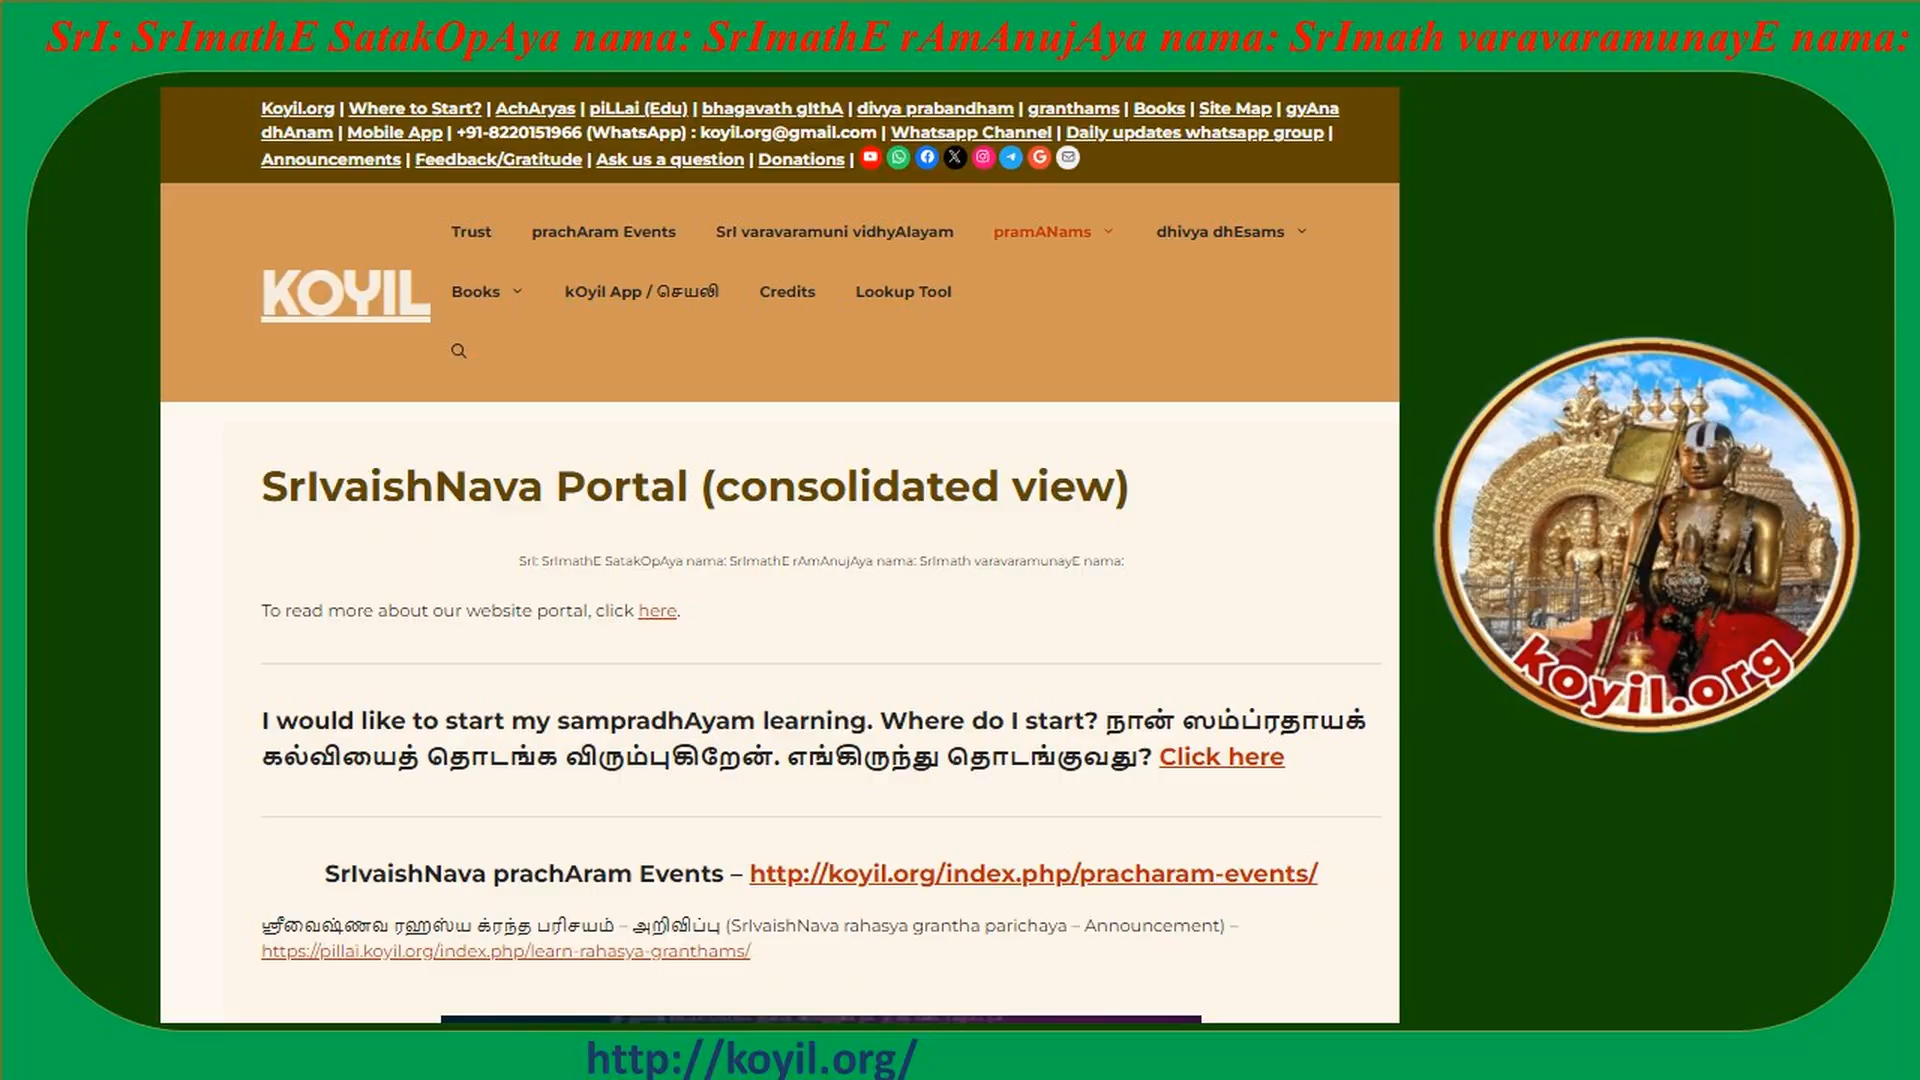 SrI: SrImathE SatakOpAya nama: SrImathE rAmAnujAya nama: SrImath varavaramunayE nama:
Koyil.org | Where to Start? | AchAryas | piLLai (Edu) | bhagavath gIthA | divya prabandham | granthams | Books | Site Map | gyAna
dhAnam | Mobile App | +91-8220151966 (WhatsApp) : koyil.org@gmail.com | Whatsapp Channel | Daily updates whatsapp group |
Announcements | Feedback/Gratitude | Ask us a question | Donations |
Trust prachAram Events SrI varavaramuni vidhyAlayam pramANams dhivya dhEsams
KOYIL
Books kOyil App / செயலி Credits Lookup Tool
SrIvaishNava Portal (consolidated view)
SrI: SrImathE SatakOpAya nama: SrImathE rAmAnujAya nama: SrImath varavaramunayE nama:
To read more about our website portal, click here.
I would like to start my sampradhAyam learning. Where do I start? நான் ஸம்ப்ரதாயக்
கல்வியைத் தொடங்க விரும்புகிறேன். எங்கிருந்து தொடங்குவது? Click here
SrIvaishNava prachAram Events – http://koyil.org/index.php/pracharam-events/
ஸ்ரீவைஷ்ணவ ரஹஸ்ய க்ரந்த பரிசயம் – அறிவிப்பு (SrIvaishNava rahasya grantha parichaya – Announcement) –
https://pillai.koyil.org/index.php/learn-rahasya-granthams/
koyil.org
http://koyil.org/